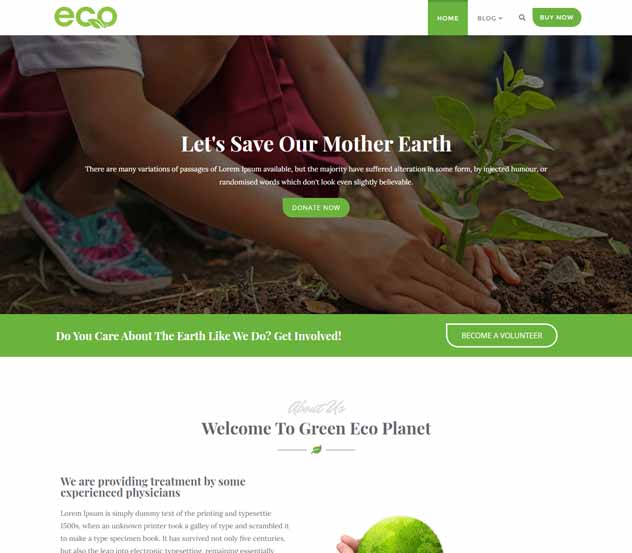 eco
HOME
BLOG
BUY NOW
Let's Save Our Mother Earth
There are many variations of passages of Lorem Ipsum available, but the majority have suffered alteration in some form, by injected humour, or
randomised words which don't look even slightly believable.
DONATE NOW
Do You Care About The Earth Like We Do? Get Involved!
BECOME A VOLUNTEER
About Us
Welcome To Green Eco Planet
We are providing treatment by some
experienced physicians
Lorem Ipsum is simply dummy text of the printing and typesettie
1500s, when an unknown printer took a galley of type and scrambled it
to make a type specimen book. It has survived not only five centuries,
but also the leap into electronic typesetting, remaining essentially